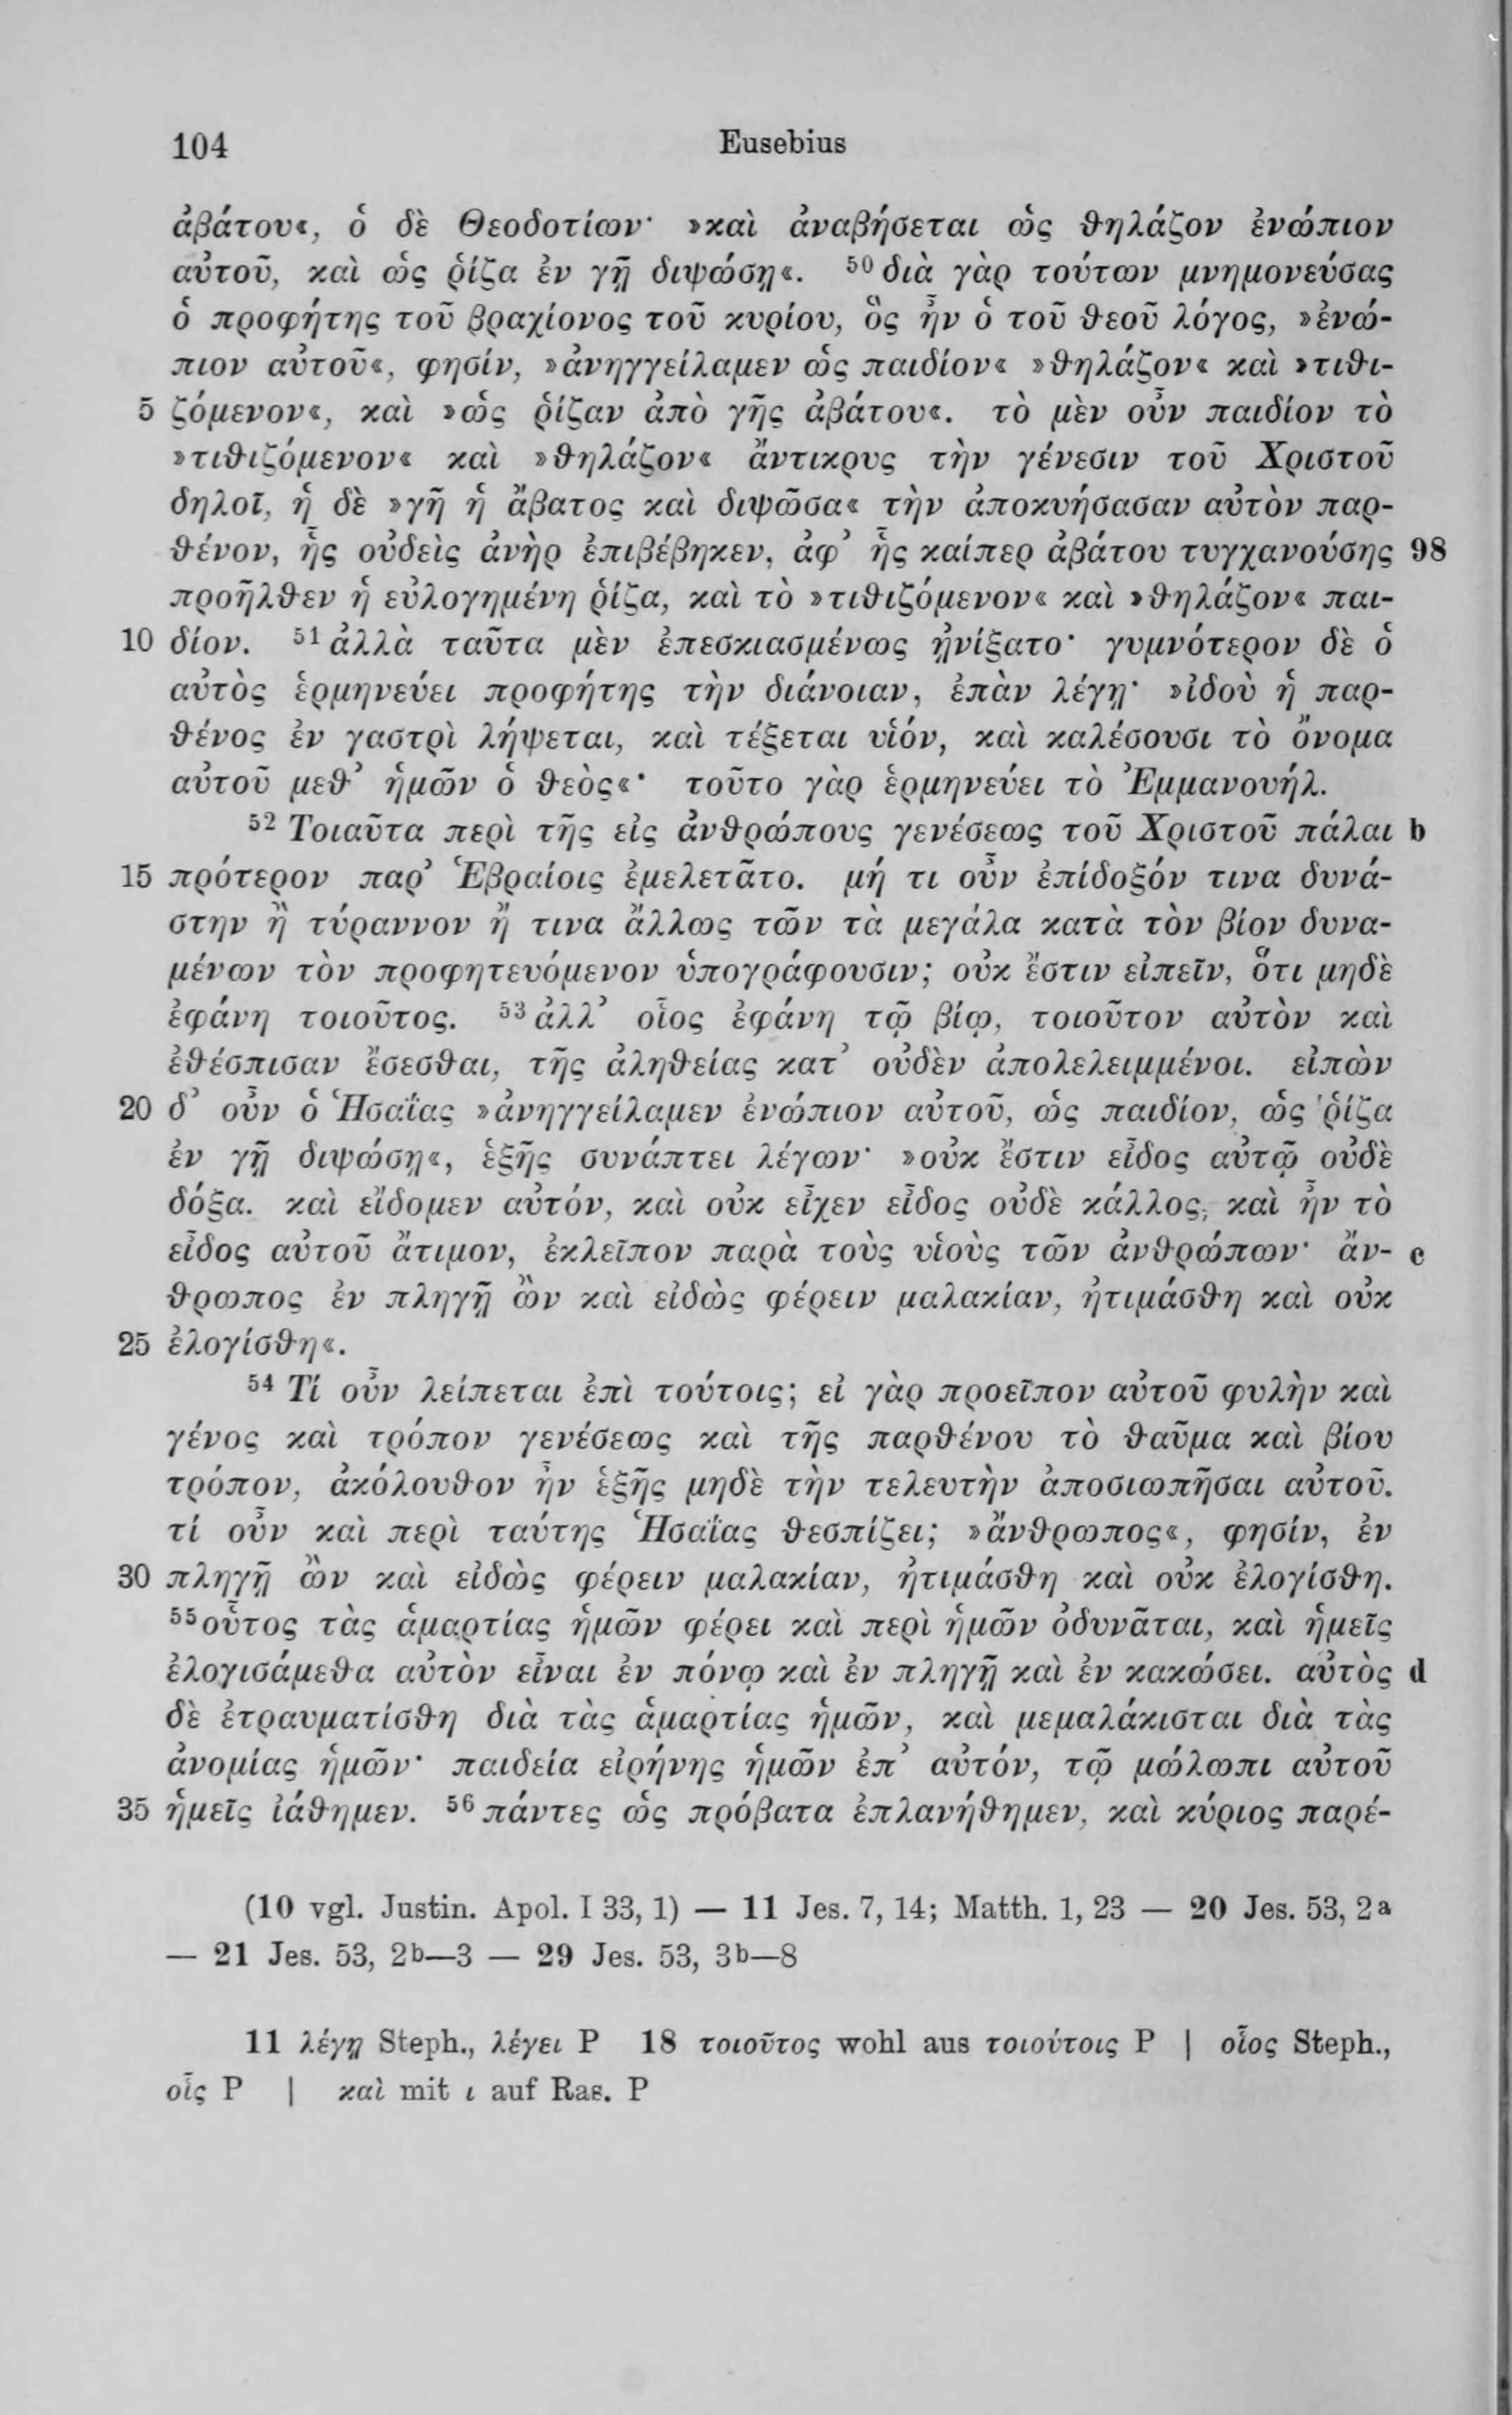 104 Eusebius
ἀβάτου«, ὁ δὲ Θεοδοτίων· »καὶ ἀναβήσεται ὡς θηλάζον ἐνώπιον
αὐτοῦ, καὶ ὡς ῥίζα ἐν γῇ διψώσῃ«. ⁵⁰ διὰ γὰρ τούτων μνημονεύσας
ὁ προφήτης τοῦ βραχίονος τοῦ κυρίου, ὃς ἦν ὁ τοῦ θεοῦ λόγος, »ἐνώ-
πιον αὐτοῦ«, φησίν, »ἀνηγγείλαμεν ὡς παιδίον« »θηλάζον« καὶ »τιθι-
5 ζόμενον«, καὶ »ὡς ῥίζαν ἀπὸ γῆς ἀβάτου«. τὸ μὲν οὖν παιδίον τὸ
»τιθιζόμενον« καὶ »θηλάζον« ἄντικρυς τὴν γένεσιν τοῦ Χριστοῦ
δηλοῖ, ἡ δὲ »γῆ ἡ ἄβατος καὶ διψῶσα« τὴν ἀποκυήσασαν αὐτὸν παρ-
θένον, ἧς οὐδεὶς ἀνὴρ ἐπιβέβηκεν, ἀφ’ ἧς καίπερ ἀβάτου τυγχανούσης 98
προῆλθεν ἡ εὐλογημένη ῥίζα, καὶ τὸ »τιθιζόμενον« καὶ »θηλάζον« παι-
10 δίον. ⁵¹ ἀλλὰ ταῦτα μὲν ἐπεσκιασμένως ᾐνίξατο· γυμνότερον δὲ ὁ
αὐτὸς ἑρμηνεύει προφήτης τὴν διάνοιαν, ἐπὰν λέγῃ· »ἰδοὺ ἡ παρ-
θένος ἐν γαστρὶ λήψεται, καὶ τέξεται υἱόν, καὶ καλέσουσι τὸ ὄνομα
αὐτοῦ μεθ’ ἡμῶν ὁ θεὸς«· τοῦτο γὰρ ἑρμηνεύει τὸ Ἐμμανουήλ.
⁵² Τοιαῦτα περὶ τῆς εἰς ἀνθρώπους γενέσεως τοῦ Χριστοῦ πάλαι b
15 πρότερον παρ’ Ἑβραίοις ἐμελετᾶτο. μή τι οὖν ἐπίδοξόν τινα δυνά-
στην ἢ τύραννον ἤ τινα ἄλλως τῶν τὰ μεγάλα κατὰ τὸν βίον δυνα-
μένων τὸν προφητευόμενον ὑπογράφουσιν; οὐκ ἔστιν εἰπεῖν, ὅτι μηδὲ
ἐφάνη τοιοῦτος. ⁵³ ἀλλ’ οἷος ἐφάνη τῷ βίῳ, τοιοῦτον αὐτὸν καὶ
ἐθέσπισαν ἔσεσθαι, τῆς ἀληθείας κατ’ οὐδὲν ἀπολελειμμένοι. εἰπὼν
20 δ’ οὖν ὁ Ἡσαΐας »ἀνηγγείλαμεν ἐνώπιον αὐτοῦ, ὡς παιδίον, ὡς ῥίζα
ἐν γῇ διψώσῃ«, ἑξῆς συνάπτει λέγων· »οὐκ ἔστιν εἶδος αὐτῷ οὐδὲ
δόξα. καὶ εἴδομεν αὐτόν, καὶ οὐκ εἶχεν εἶδος οὐδὲ κάλλος, καὶ ἦν τὸ
εἶδος αὐτοῦ ἄτιμον, ἐκλεῖπον παρὰ τοὺς υἱοὺς τῶν ἀνθρώπων· ἄν- c
θρωπος ἐν πληγῇ ὢν καὶ εἰδὼς φέρειν μαλακίαν, ἠτιμάσθη καὶ οὐκ
25 ἐλογίσθη«.
⁵⁴ Τί οὖν λείπεται ἐπὶ τούτοις; εἰ γὰρ προεῖπον αὐτοῦ φυλὴν καὶ
γένος καὶ τρόπον γενέσεως καὶ τῆς παρθένου τὸ θαῦμα καὶ βίου
τρόπον, ἀκόλουθον ἦν ἑξῆς μηδὲ τὴν τελευτὴν ἀποσιωπῆσαι αὐτοῦ.
τί οὖν καὶ περὶ ταύτης Ἡσαΐας θεσπίζει; »ἄνθρωπος«, φησίν, ἐν
30 πληγῇ ὢν καὶ εἰδὼς φέρειν μαλακίαν, ἠτιμάσθη καὶ οὐκ ἐλογίσθη.
⁵⁵ οὗτος τὰς ἁμαρτίας ἡμῶν φέρει καὶ περὶ ἡμῶν ὀδυνᾶται, καὶ ἡμεῖς
ἐλογισάμεθα αὐτὸν εἶναι ἐν πόνῳ καὶ ἐν πληγῇ καὶ ἐν κακώσει. αὐτὸς d
δὲ ἐτραυματίσθη διὰ τὰς ἁμαρτίας ἡμῶν, καὶ μεμαλάκισται διὰ τὰς
ἀνομίας ἡμῶν· παιδεία εἰρήνης ἡμῶν ἐπ’ αὐτόν, τῷ μώλωπι αὐτοῦ
35 ἡμεῖς ἰάθημεν. ⁵⁶ πάντες ὡς πρόβατα ἐπλανήθημεν, καὶ κύριος παρέ-
(10 vgl. Justin. Apol. I 33, 1) — 11 Jes. 7, 14; Matth. 1, 23 — 20 Jes. 53, 2a
— 21 Jes. 53, 2b—3 — 29 Jes. 53, 3b—8
11 λέγῃ Steph., λέγει P 18 τοιοῦτος wohl aus τοιούτοις P | οἷος Steph.,
οἷς P | καὶ mit ι auf Ras. P